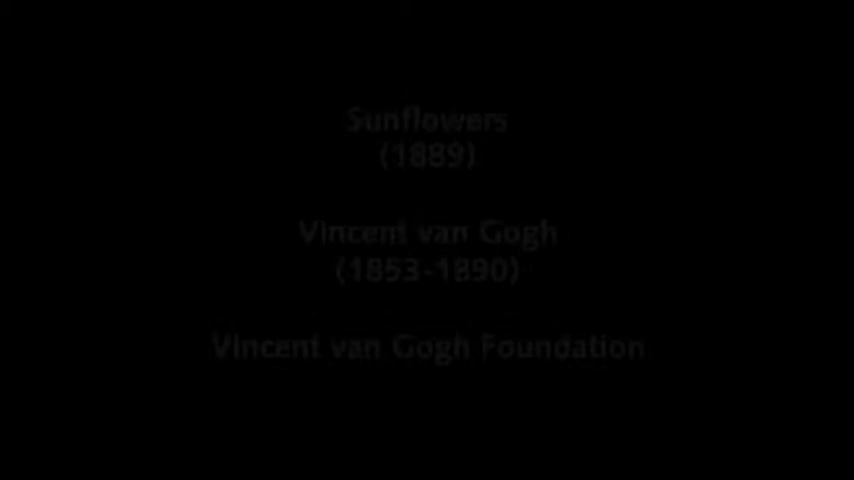 Sunflowers
(1889)
Vincent van Gogh
(1853-1890)
Vincent van Gogh Foundation